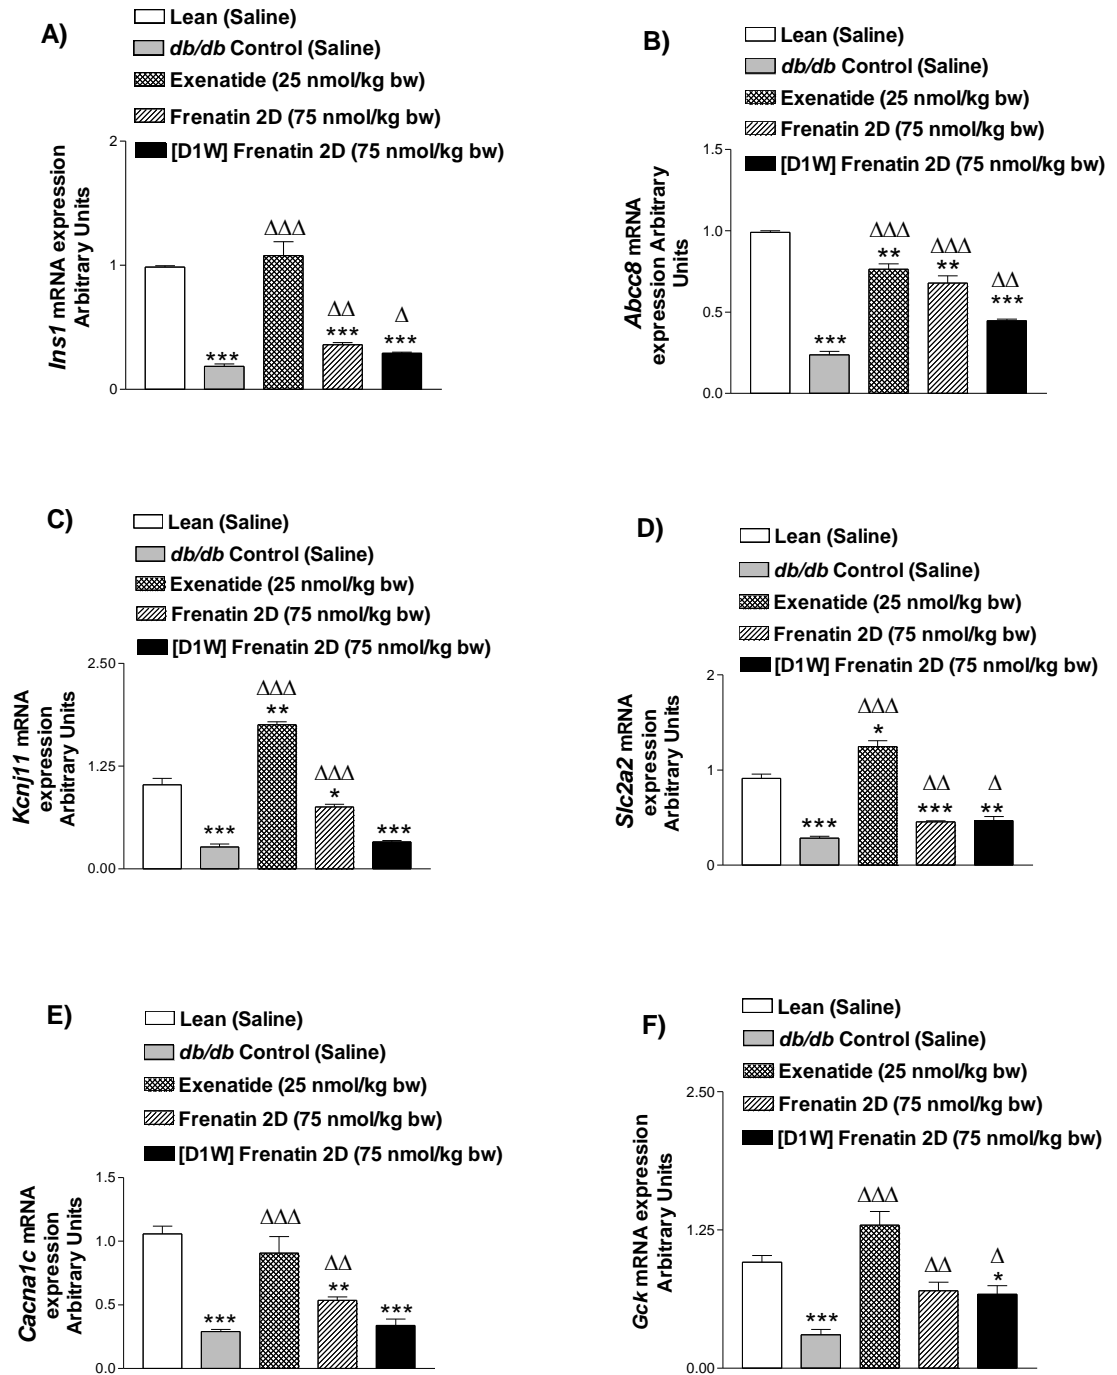 A)
Lean (Saline)
db/db Control (Saline)
Exenatide (25 nmol/kg bw)
Frenatin 2D (75 nmol/kg bw)
[D1W] Frenatin 2D (75 nmol/kg bw)
Ins1 mRNA expression
Arbitrary Units
2
1
0
***
ΔΔΔ
ΔΔ
***
Δ
***
B)
Lean (Saline)
db/db Control (Saline)
Exenatide (25 nmol/kg bw)
Frenatin 2D (75 nmol/kg bw)
[D1W] Frenatin 2D (75 nmol/kg bw)
Abcc8 mRNA
expression Arbitrary
Units
1.5
1.0
0.5
0.0
***
ΔΔΔ
**
ΔΔΔ
**
ΔΔ
***
C)
Lean (Saline)
db/db Control (Saline)
Exenatide (25 nmol/kg bw)
Frenatin 2D (75 nmol/kg bw)
[D1W] Frenatin 2D (75 nmol/kg bw)
Kcnj11 mRNA
expression
Arbitrary Units
2.50
1.25
0.00
***
ΔΔΔ
**
ΔΔΔ
*
***
D)
Lean (Saline)
db/db Control (Saline)
Exenatide (25 nmol/kg bw)
Frenatin 2D (75 nmol/kg bw)
[D1W] Frenatin 2D (75 nmol/kg bw)
Slc2a2 mRNA
expression
Arbitrary Units
2
1
0
***
ΔΔΔ
*
ΔΔ
***
Δ
**
E)
Lean (Saline)
db/db Control (Saline)
Exenatide (25 nmol/kg bw)
Frenatin 2D (75 nmol/kg bw)
[D1W] Frenatin 2D (75 nmol/kg bw)
Cacna1c mRNA
expression
Arbitrary Units
1.5
1.0
0.5
0.0
***
ΔΔΔ
ΔΔ
**
***
F)
Lean (Saline)
db/db Control (Saline)
Exenatide (25 nmol/kg bw)
Frenatin 2D (75 nmol/kg bw)
[D1W] Frenatin 2D (75 nmol/kg bw)
Gck mRNA expression
Arbitrary Units
2.50
1.25
0.00
***
ΔΔΔ
ΔΔ
Δ
*